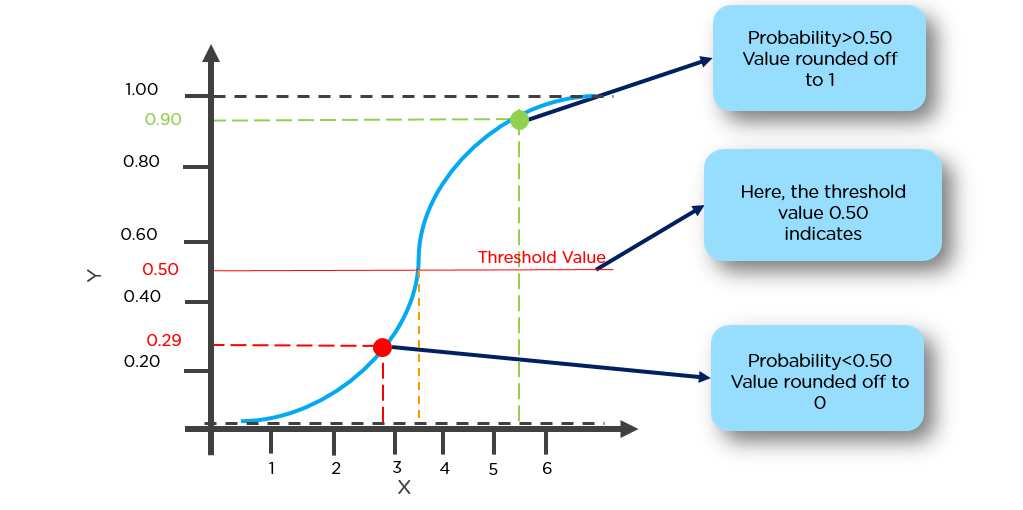 Probability>0.50
Value rounded off
to 1
1.00
0.90
0.80
Here, the threshold
value 0.50
indicates
0.60
Threshold Value
0.50
Y
0.40
0.29
0.20
Probability<0.50
Value rounded off to
0
1 2 3 4 5 6
X